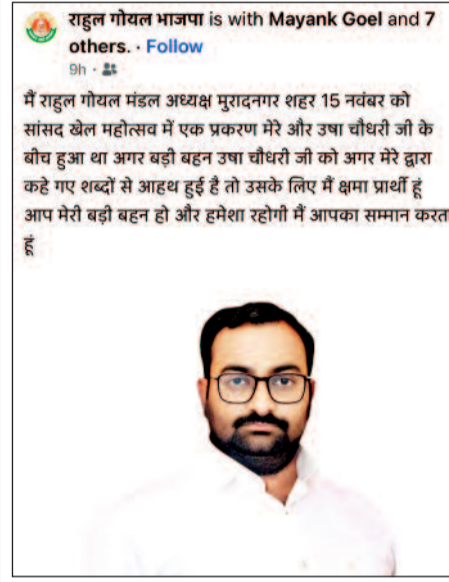 राहुल गोयल भाजपा is with Mayank Goel and 7
others. · Follow
9h ·
मैं राहुल गोयल मंडल अध्यक्ष मुरादनगर शहर 15 नवंबर को
सांसद खेल महोत्सव में एक प्रकरण मेरे और उषा चौधरी जी के
बीच हुआ था अगर बड़ी बहन उषा चौधरी जी को अगर मेरे द्वारा
कहे गए शब्दों से आहथ हुई है तो उसके लिए मैं क्षमा प्रार्थी हूं
आप मेरी बड़ी बहन हो और हमेशा रहोगी मैं आपका सम्मान करता
हूं